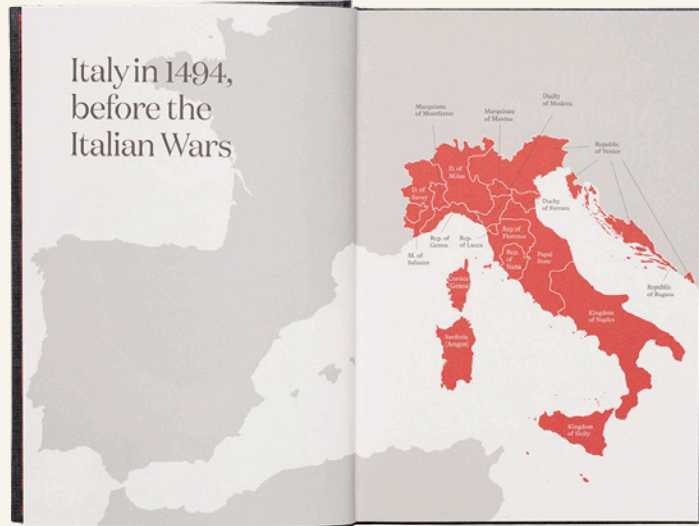 Italy in 1494,
before the
Italian Wars
Marquisate
of Montferrat
Marquisate
of Mantua
Duchy
of Modena
Republic
of Venice
D. of
Milan
D. of
Savoy
Duchy
of Ferrara
M. of
Saluzzo
Rep. of
Genoa
Rep.
of Lucca
Rep of
Florence
Rep.
of
Siena
Papal
State
Corsica
(Genoa)
Sardinia
(Aragon)
Kingdom
of Naples
Republic
of Ragusa
Kingdom
of Sicily